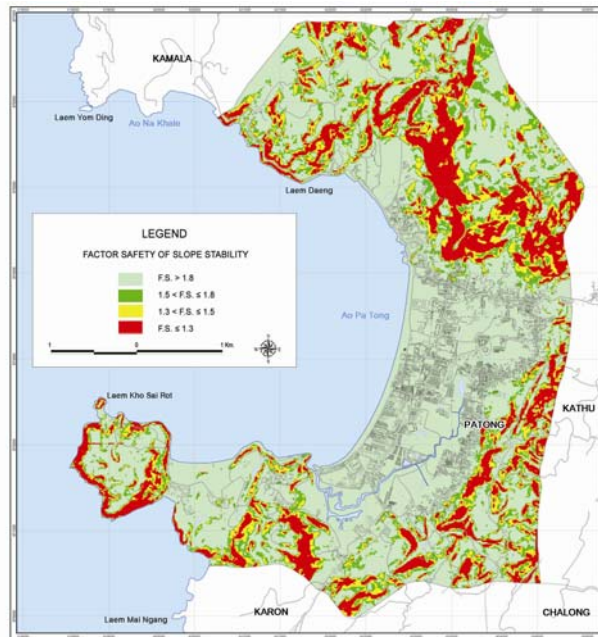 KAMALA
Laem Yom Ding
Ao Na Khale
Laem Daeng
LEGEND
FACTOR SAFETY OF SLOPE STABILITY
F.S. > 1.8
1.5 < F.S. ≤ 1.8
1.3 < F.S. ≤ 1.5
F.S. ≤ 1.3
1 0 1 Km.
Ao Pa Tong
Laem Kho Sai Rot
KATHU
PATONG
KARON
CHALONG
Laem Mai Ngang